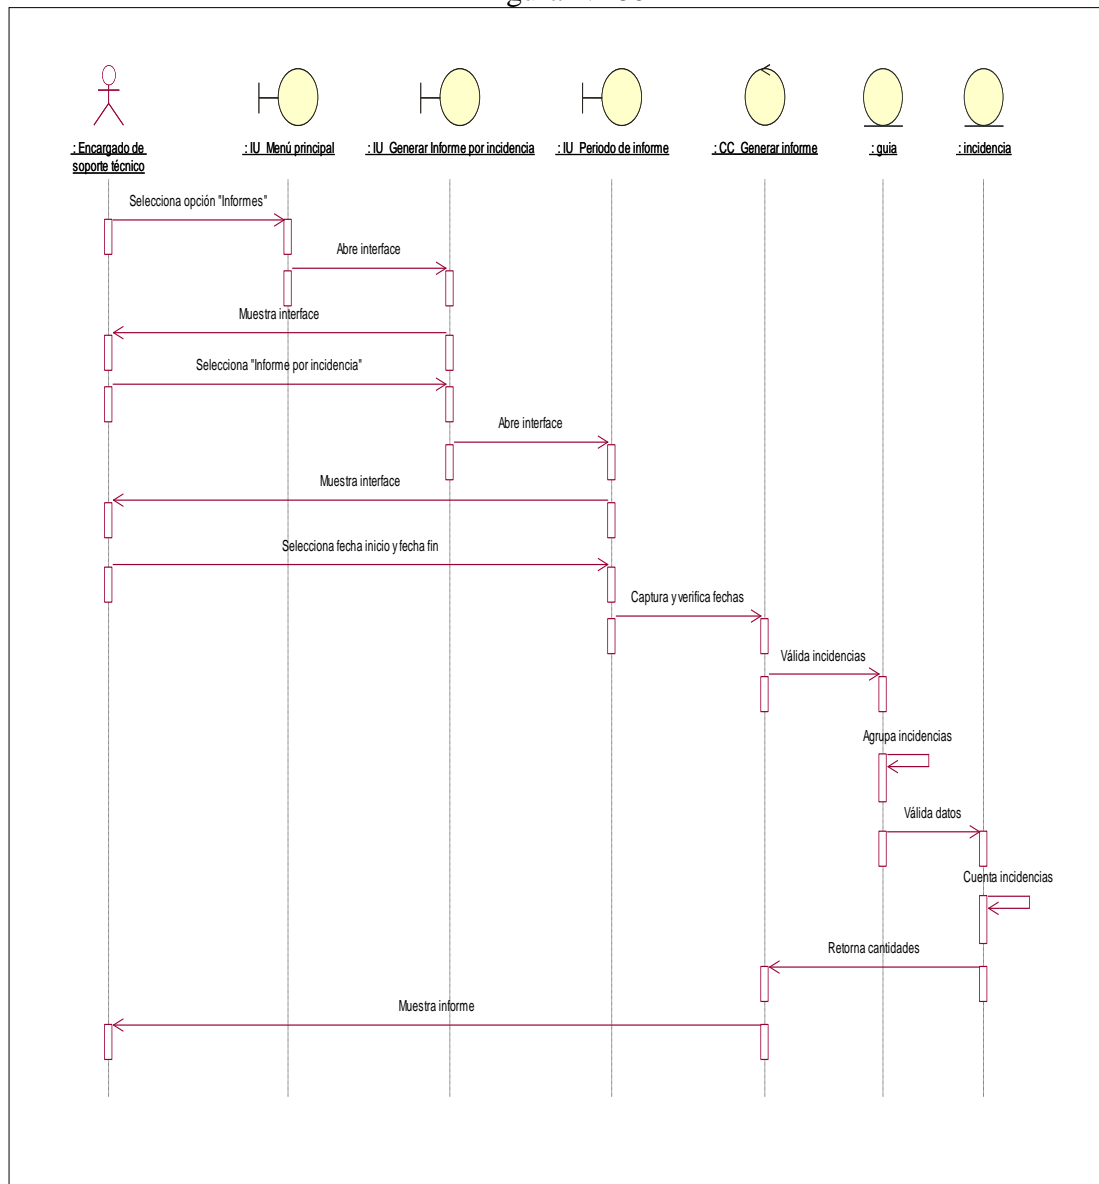 : Encargado de
soporte técnico
: IU_Menú principal
: IU_Generar Informe por incidencia
: IU_Periodo de informe
: CC_Generar informe
: guia
: incidencia
Selecciona opción "Informes"
Abre interface
Muestra interface
Selecciona "Informe por incidencia"
Abre interface
Muestra interface
Selecciona fecha inicio y fecha fin
Captura y verifica fechas
Válida incidencias
Agrupa incidencias
Válida datos
Cuenta incidencias
Retorna cantidades
Muestra informe